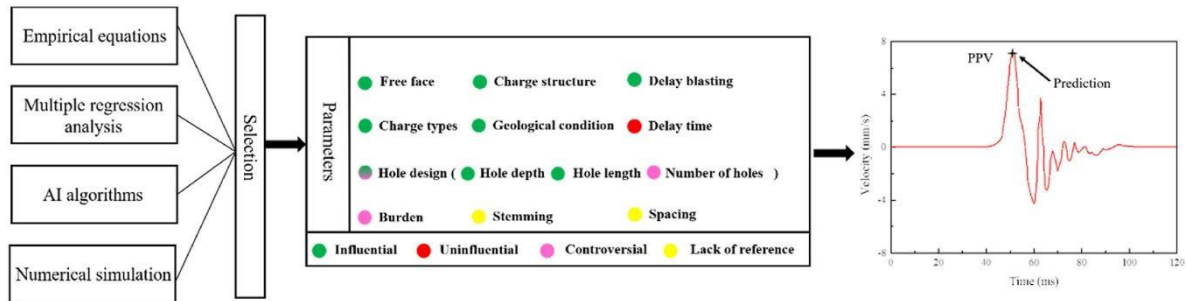 Empirical equations
Multiple regression
analysis
AI algorithms
Numerical simulation
Selection
Parameters
Free face
Charge structure
Delay blasting
Charge types
Geological condition
Delay time
Hole design ( Hole depth Hole length Number of holes )
Burden
Stemming
Spacing
Influential
Uninfluential
Controversial
Lack of reference
PPV
Prediction
Velocity (mm/s)
8
4
0
-4
-8
0 20 40 60 80 100 120
Time (ms)